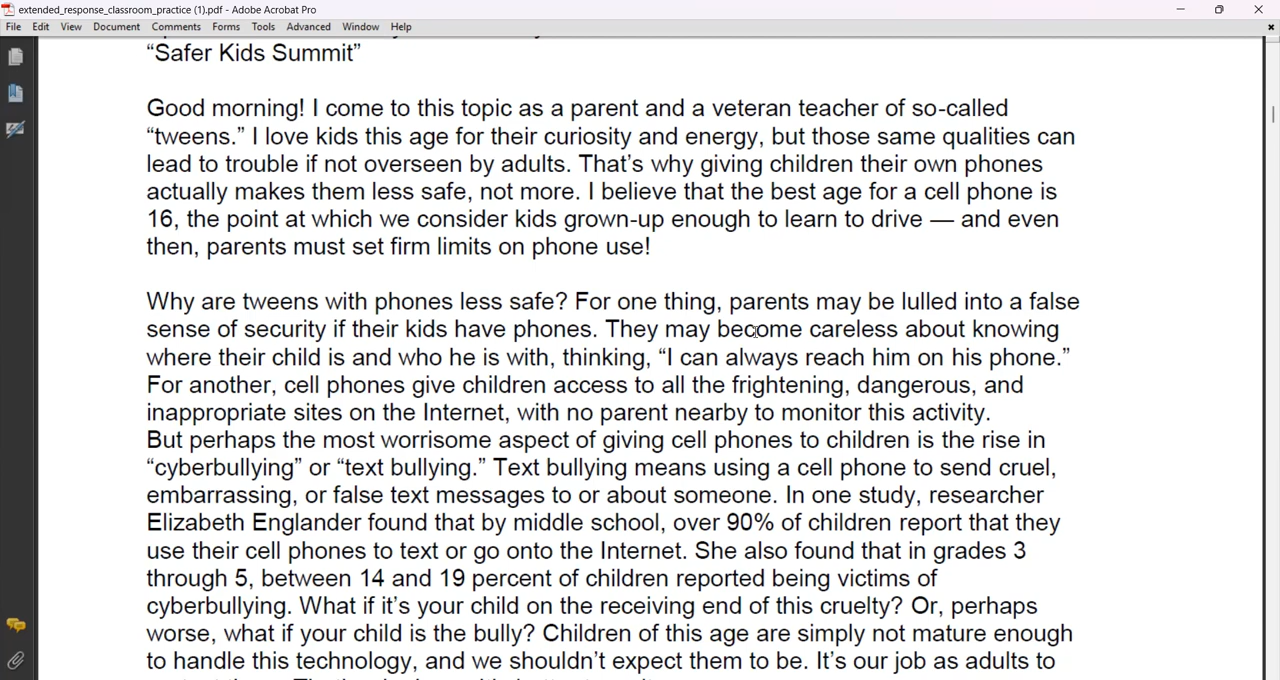 extended_response_classroom_practice (1).pdf - Adobe Acrobat Pro
File Edit View Document Comments Forms Tools Advanced Window Help
“Safer Kids Summit”
Good morning! I come to this topic as a parent and a veteran teacher of so-called
“tweens.” I love kids this age for their curiosity and energy, but those same qualities can
lead to trouble if not overseen by adults. That’s why giving children their own phones
actually makes them less safe, not more. I believe that the best age for a cell phone is
16, the point at which we consider kids grown-up enough to learn to drive — and even
then, parents must set firm limits on phone use!
Why are tweens with phones less safe? For one thing, parents may be lulled into a false
sense of security if their kids have phones. They may become careless about knowing
where their child is and who he is with, thinking, “I can always reach him on his phone.”
For another, cell phones give children access to all the frightening, dangerous, and
inappropriate sites on the Internet, with no parent nearby to monitor this activity.
But perhaps the most worrisome aspect of giving cell phones to children is the rise in
“cyberbullying” or “text bullying.” Text bullying means using a cell phone to send cruel,
embarrassing, or false text messages to or about someone. In one study, researcher
Elizabeth Englander found that by middle school, over 90% of children report that they
use their cell phones to text or go onto the Internet. She also found that in grades 3
through 5, between 14 and 19 percent of children reported being victims of
cyberbullying. What if it’s your child on the receiving end of this cruelty? Or, perhaps
worse, what if your child is the bully? Children of this age are simply not mature enough
to handle this technology, and we shouldn’t expect them to be. It’s our job as adults to